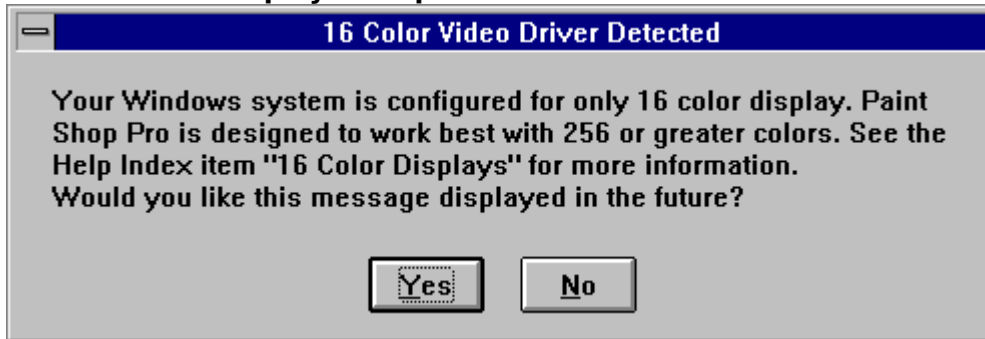 16 Color Video Driver Detected
Your Windows system is configured for only 16 color display. Paint
Shop Pro is designed to work best with 256 or greater colors. See the
Help Index item "16 Color Displays" for more information.
Would you like this message displayed in the future?
Yes No